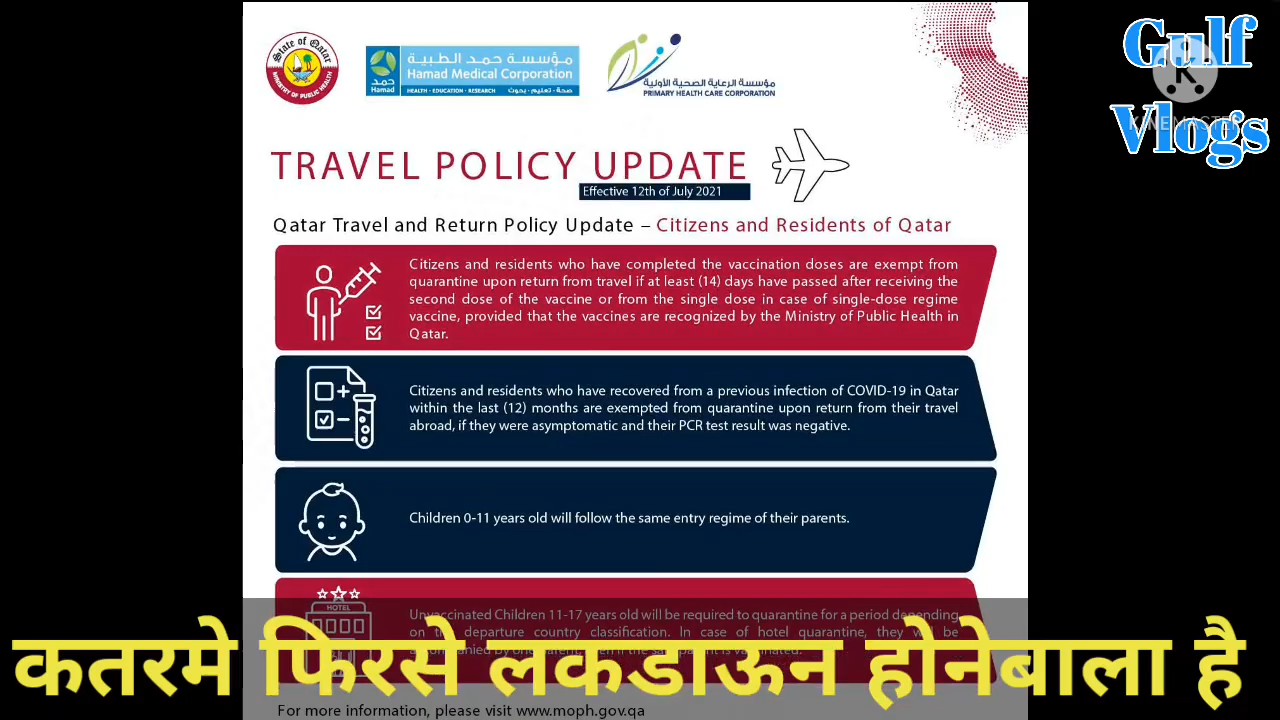 Gulf
Vlogs
KINEMASTER
State of Qatar
MINISTRY OF PUBLIC HEALTH
مؤسسة حمد الطبية
Hamad Medical Corporation
حمد
Hamad
HEALTH • EDUCATION • RESEARCH صحة • تعليم • بحوث
مؤسسة الرعاية الصحية الأولية
PRIMARY HEALTH CARE CORPORATION
TRAVEL POLICY UPDATE
Effective 12th of July 2021
Qatar Travel and Return Policy Update – Citizens and Residents of Qatar
Citizens and residents who have completed the vaccination doses are exempt from
quarantine upon return from travel if at least (14) days have passed after receiving the
second dose of the vaccine or from the single dose in case of single-dose regime
vaccine, provided that the vaccines are recognized by the Ministry of Public Health in
Qatar.
Citizens and residents who have recovered from a previous infection of COVID-19 in Qatar
within the last (12) months are exempted from quarantine upon return from their travel
abroad, if they were asymptomatic and their PCR test result was negative.
Children 0-11 years old will follow the same entry regime of their parents.
HOTEL
Unvaccinated Children 11-17 years old will be required to quarantine for a period depending
on the departure country classification. In case of hotel quarantine, they will be
by one parent, vaccinated.
कतरमे फिरसे लकडाऊन होनेबाला है
For more information, please visit www.moph.gov.qa